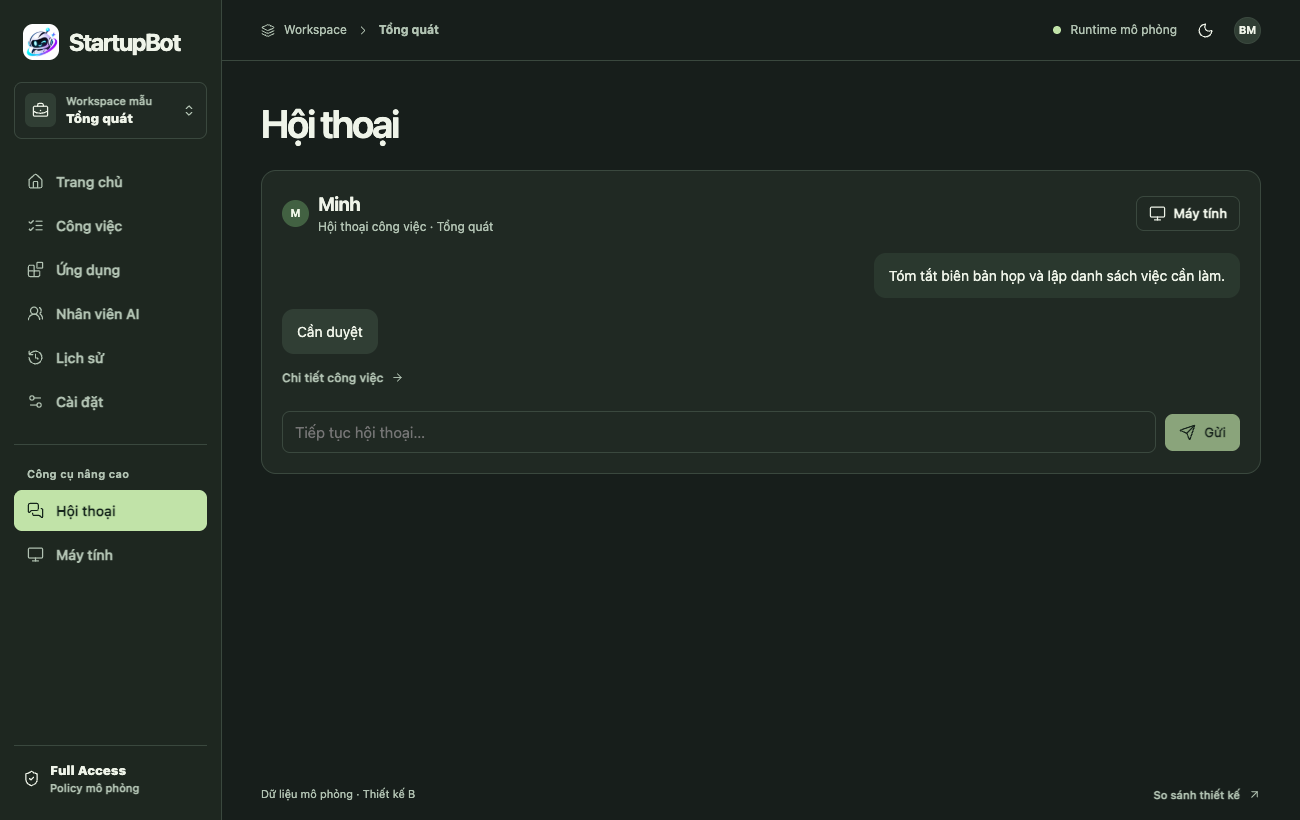 StartupBot
Workspace mẫu
Tổng quát
Trang chủ
Công việc
Ứng dụng
Nhân viên AI
Lịch sử
Cài đặt
Công cụ nâng cao
Hội thoại
Máy tính
Full Access
Policy mô phỏng
Workspace
Tổng quát
Runtime mô phỏng
BM
Hội thoại
M
Minh
Hội thoại công việc · Tổng quát
Máy tính
Tóm tắt biên bản họp và lập danh sách việc cần làm.
Cần duyệt
Chi tiết công việc →
Tiếp tục hội thoại...
Gửi
Dữ liệu mô phỏng · Thiết kế B
So sánh thiết kế ↗